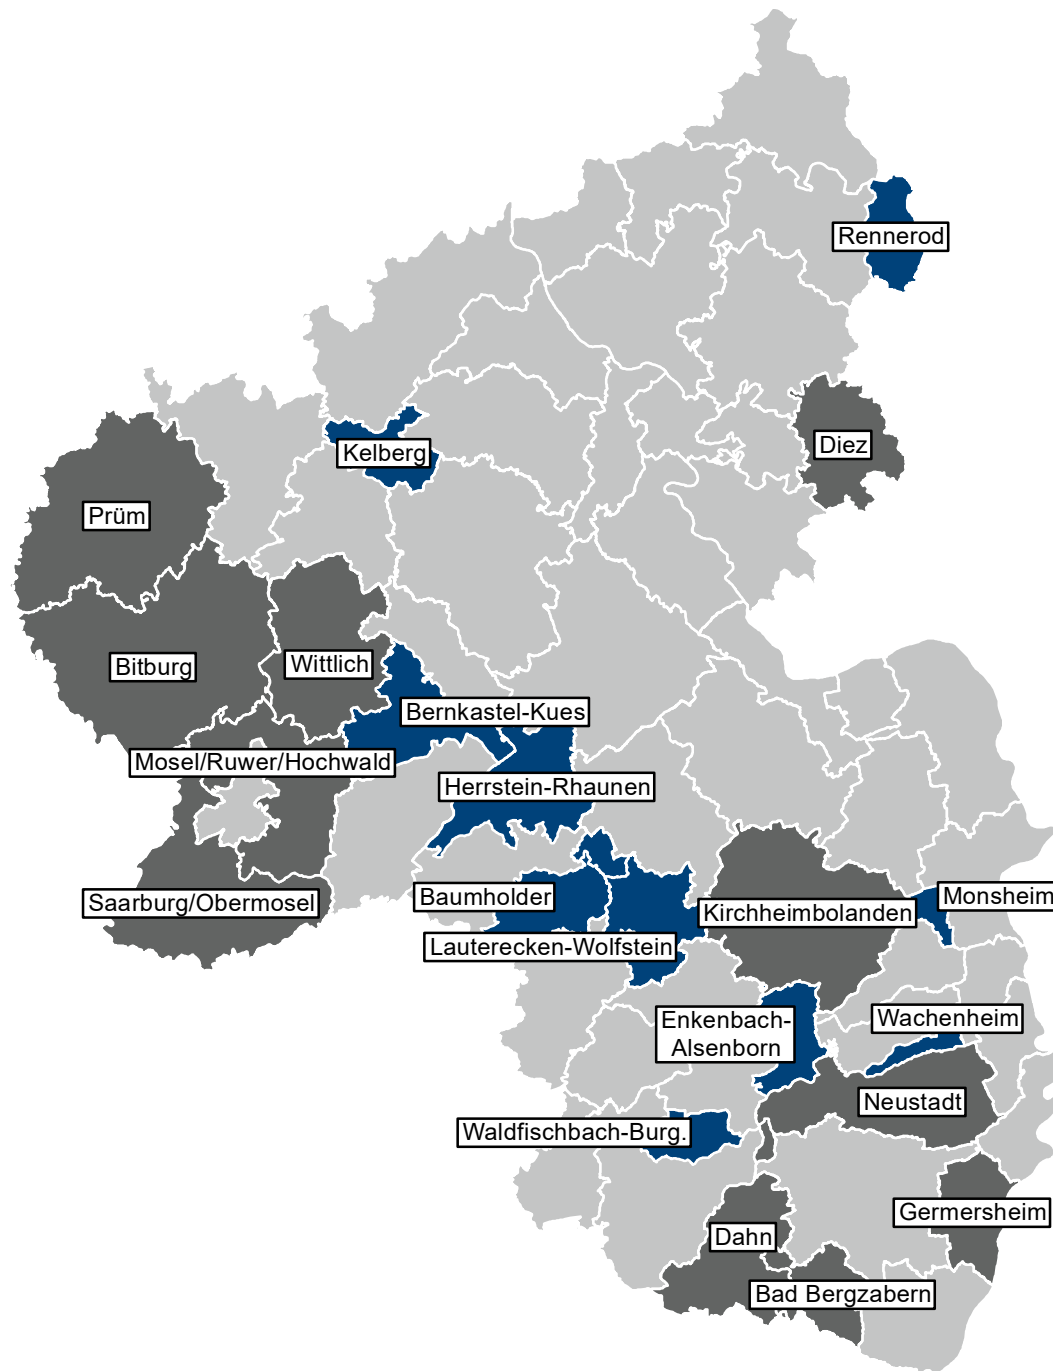 Rennerod
Diez
Kelberg
Prüm
Bitburg
Wittlich
Bernkastel-Kues
Mosel/Ruwer/Hochwald
Herrstein-Rhaunen
Baumholder
Saarburg/Obermosel
Monsheim
Kirchheimbolanden
Lauterecken-Wolfstein
Enkenbach-
Alsenborn
Wachenheim
Neustadt
Waldfischbach-Burg.
Germersheim
Dahn
Bad Bergzabern